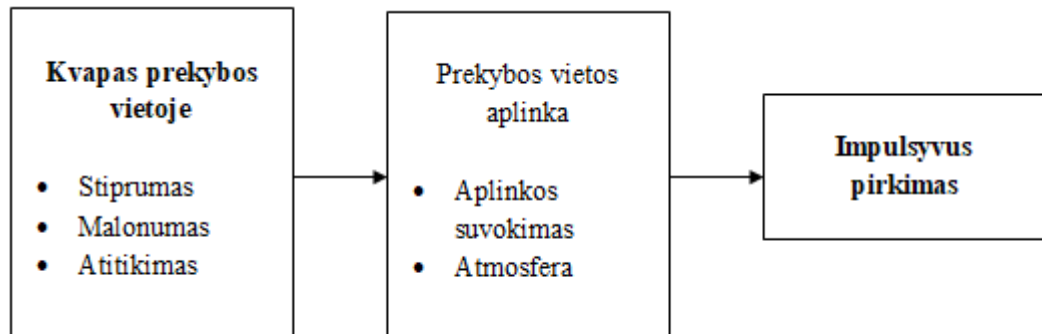 Kvapas prekybos
vietoje
• Stiprumas
• Malonumas
• Atitikimas
Prekybos vietos
aplinka
• Aplinkos
suvokimas
• Atmosfera
Impulsyvus
pirkimas